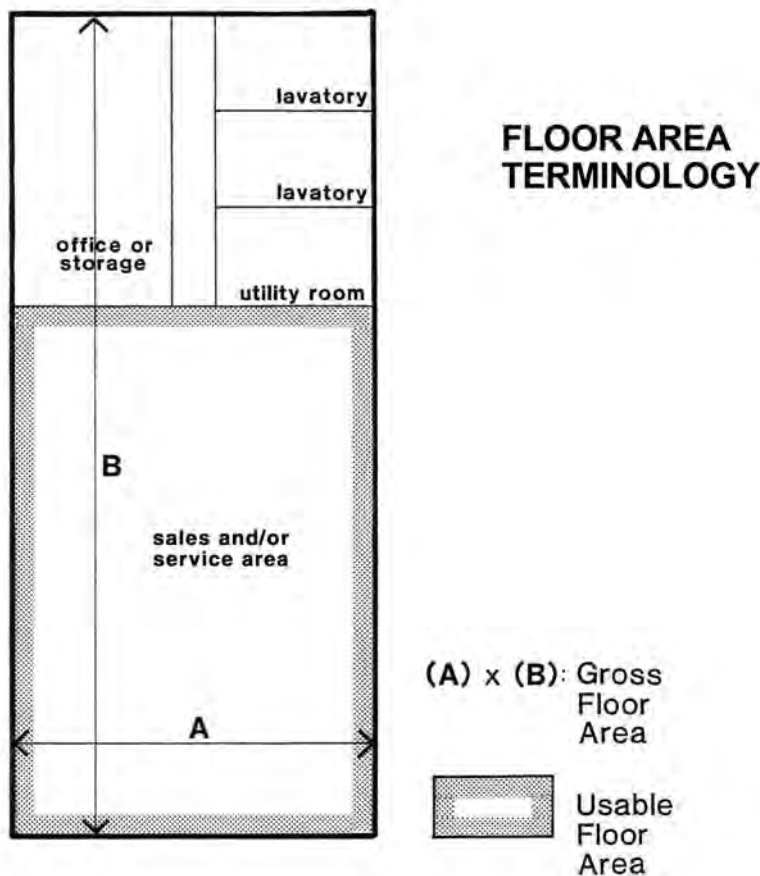 lavatory
FLOOR AREA
TERMINOLOGY
lavatory
office or
storage
utility room
B
sales and/or
service area
(A) x (B): Gross
Floor
Area
A
Usable
Floor
Area